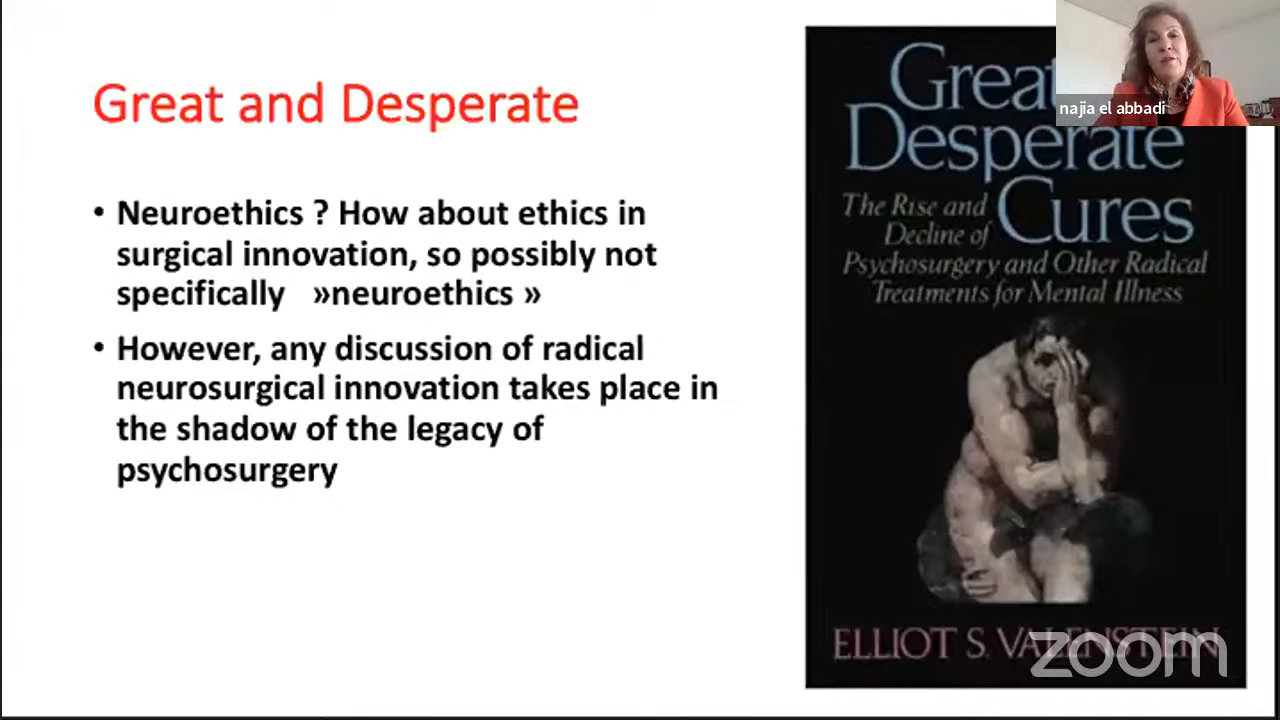 Great and Desperate
• Neuroethics ? How about ethics in
surgical innovation, so possibly not
specifically »neuroethics »
• However, any discussion of radical
neurosurgical innovation takes place in
the shadow of the legacy of
psychosurgery
Great
Desperate
The Rise and
Decline of
Cures
Psychosurgery and Other Radical
Treatments for Mental Illness
ELLIOT S. VALENSTEIN
najia el abbadi
zoom